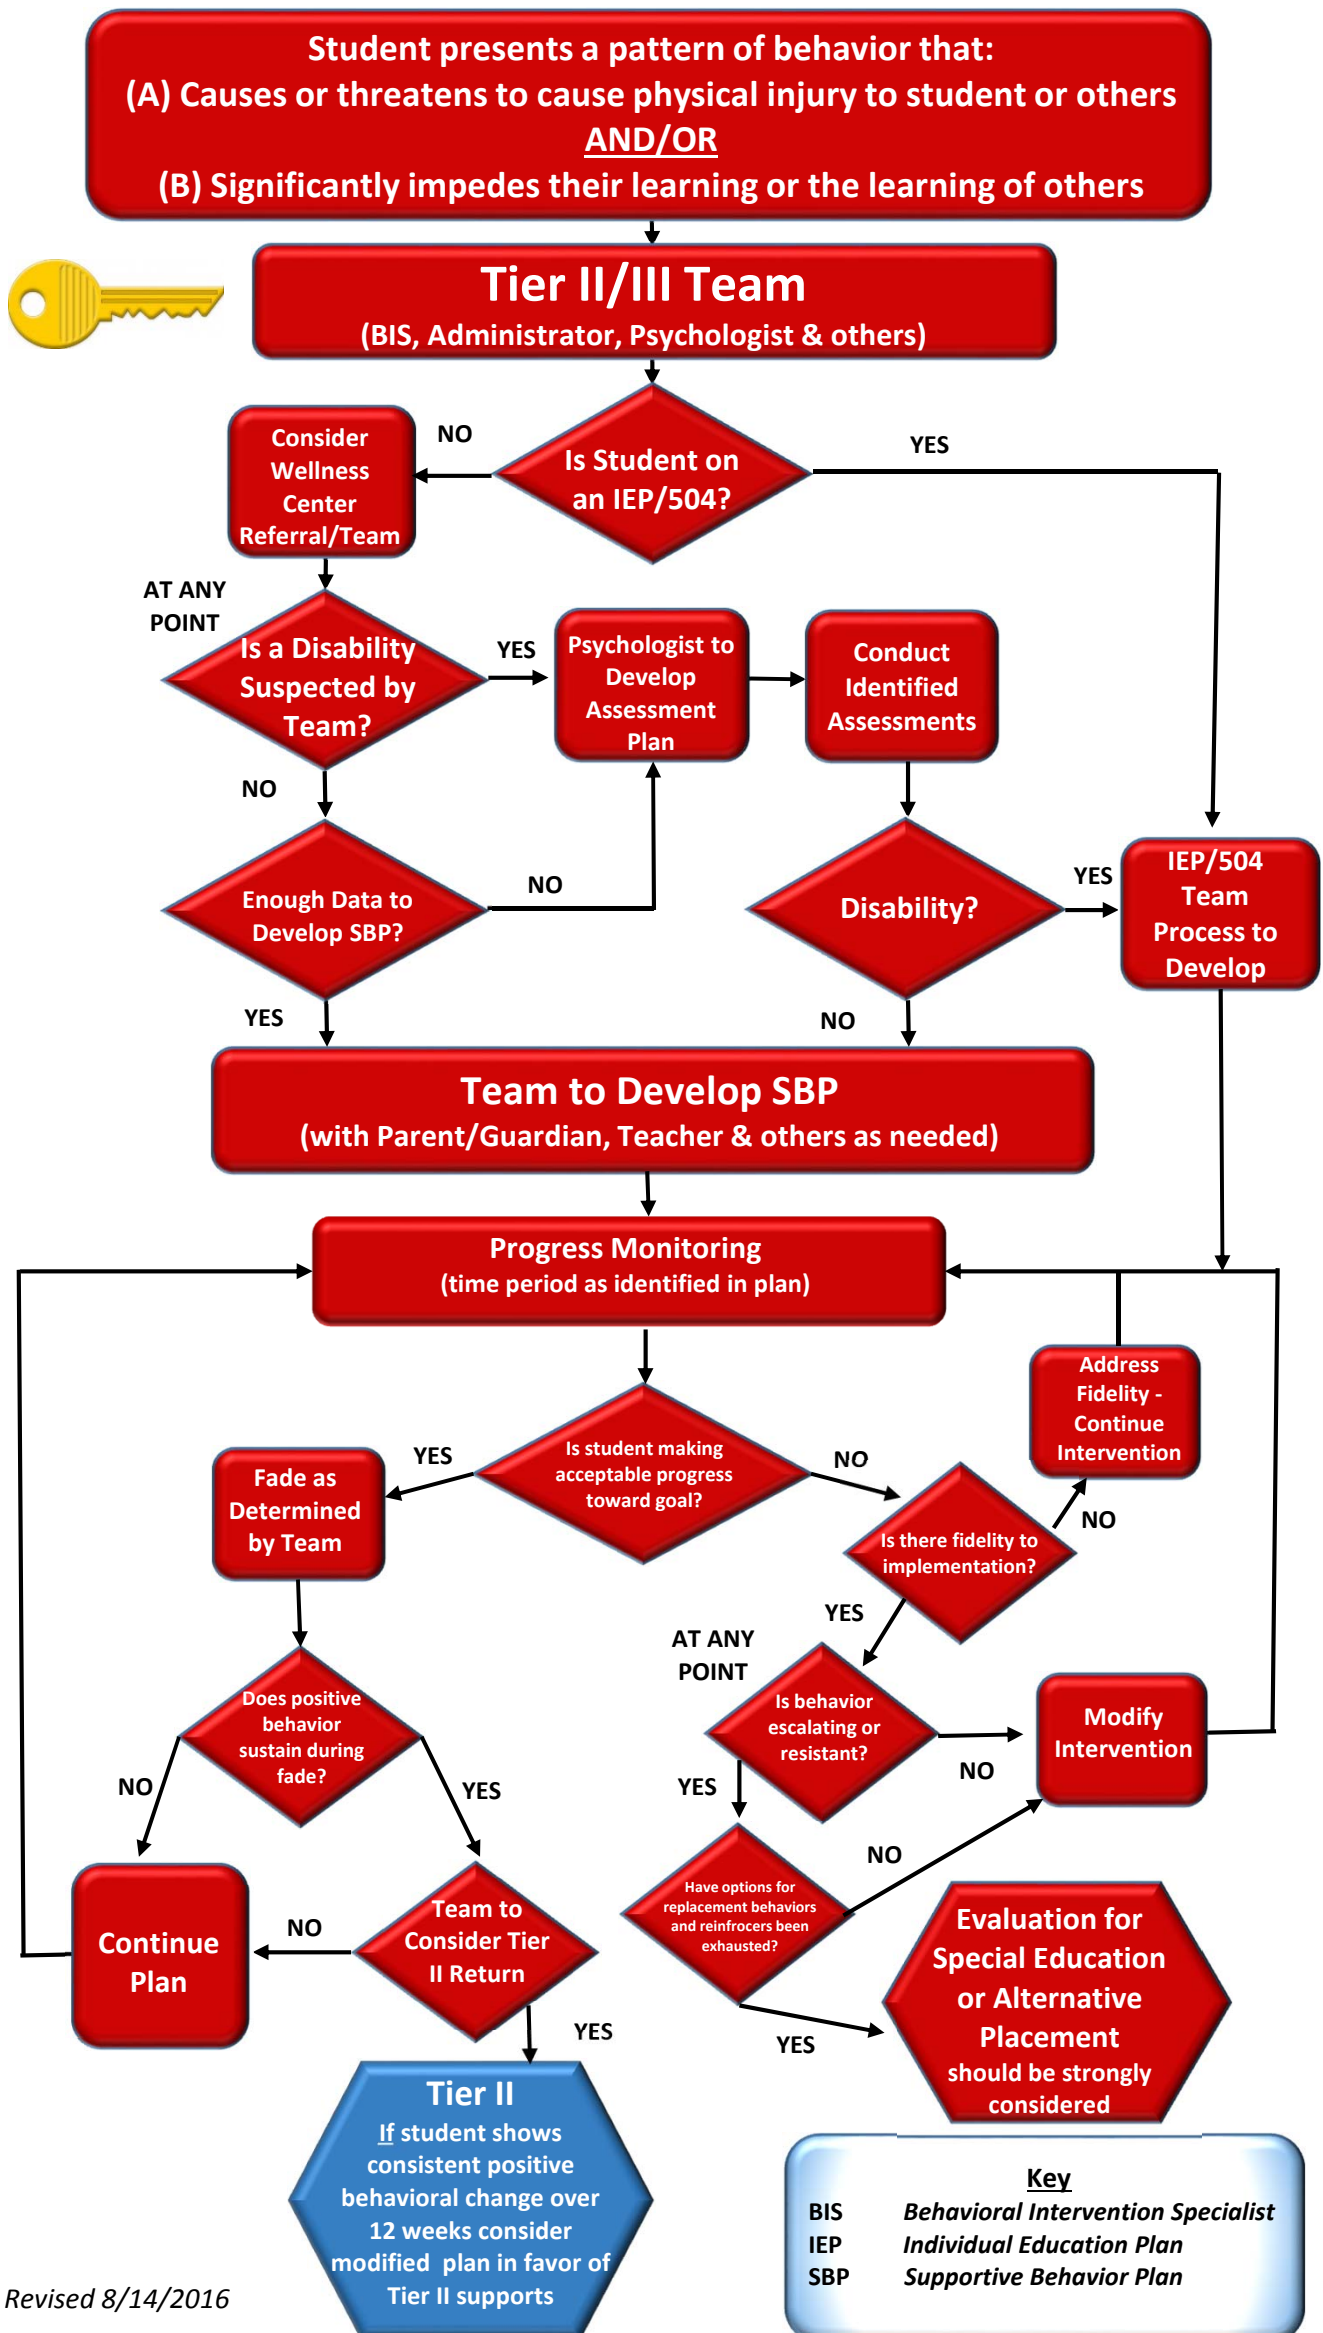 Student presents a pattern of behavior that:
(A) Causes or threatens to cause physical injury to student or others
AND/OR
(B) Significantly impedes their learning or the learning of others
Tier II/III Team
(BIS, Administrator, Psychologist & others)
Is Student on
an IEP/504?
NO
YES
Consider
Wellness
Center
Referral/Team
AT ANY
POINT
Is a Disability
Suspected by
Team?
YES
Psychologist to
Develop
Assessment
Plan
Conduct
Identified
Assessments
NO
Enough Data to
Develop SBP?
NO
Disability?
YES
IEP/504
Team
Process to
Develop
YES
NO
Team to Develop SBP
(with Parent/Guardian, Teacher & others as needed)
Progress Monitoring
(time period as identified in plan)
Address
Fidelity -
Continue
Intervention
Is student making
acceptable progress
toward goal?
YES
NO
Fade as
Determined
by Team
Is there fidelity to
implementation?
NO
YES
AT ANY
POINT
Does positive
behavior
sustain during
fade?
Is behavior
escalating or
resistant?
Modify
Intervention
NO
YES
YES
NO
NO
Have options for
replacement behaviors
and reinfrocers been
exhausted?
Continue
Plan
NO
Team to
Consider Tier
II Return
Evaluation for
Special Education
or Alternative
Placement
should be strongly
considered
YES
YES
Tier II
If student shows
consistent positive
behavioral change over
12 weeks consider
modified plan in favor of
Tier II supports
Key
BIS Behavioral Intervention Specialist
IEP Individual Education Plan
SBP Supportive Behavior Plan
Revised 8/14/2016